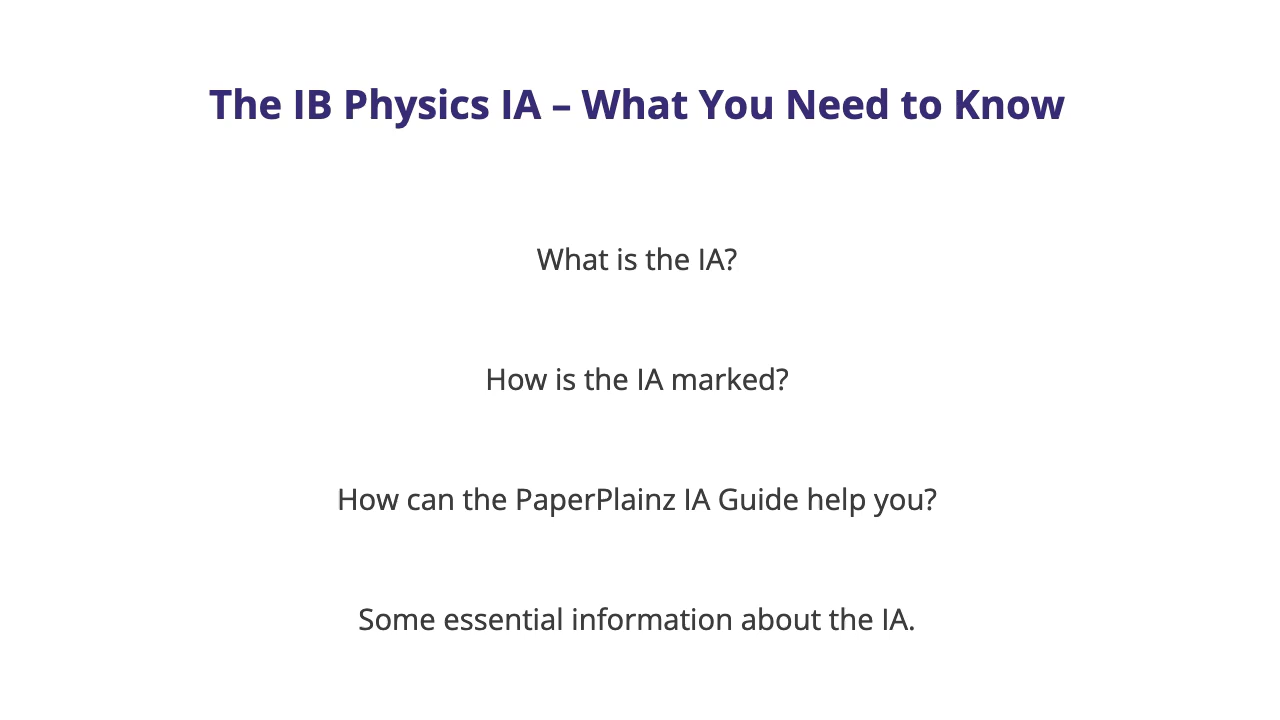 The IB Physics IA – What You Need to Know
What is the IA?
How is the IA marked?
How can the PaperPlainz IA Guide help you?
Some essential information about the IA.